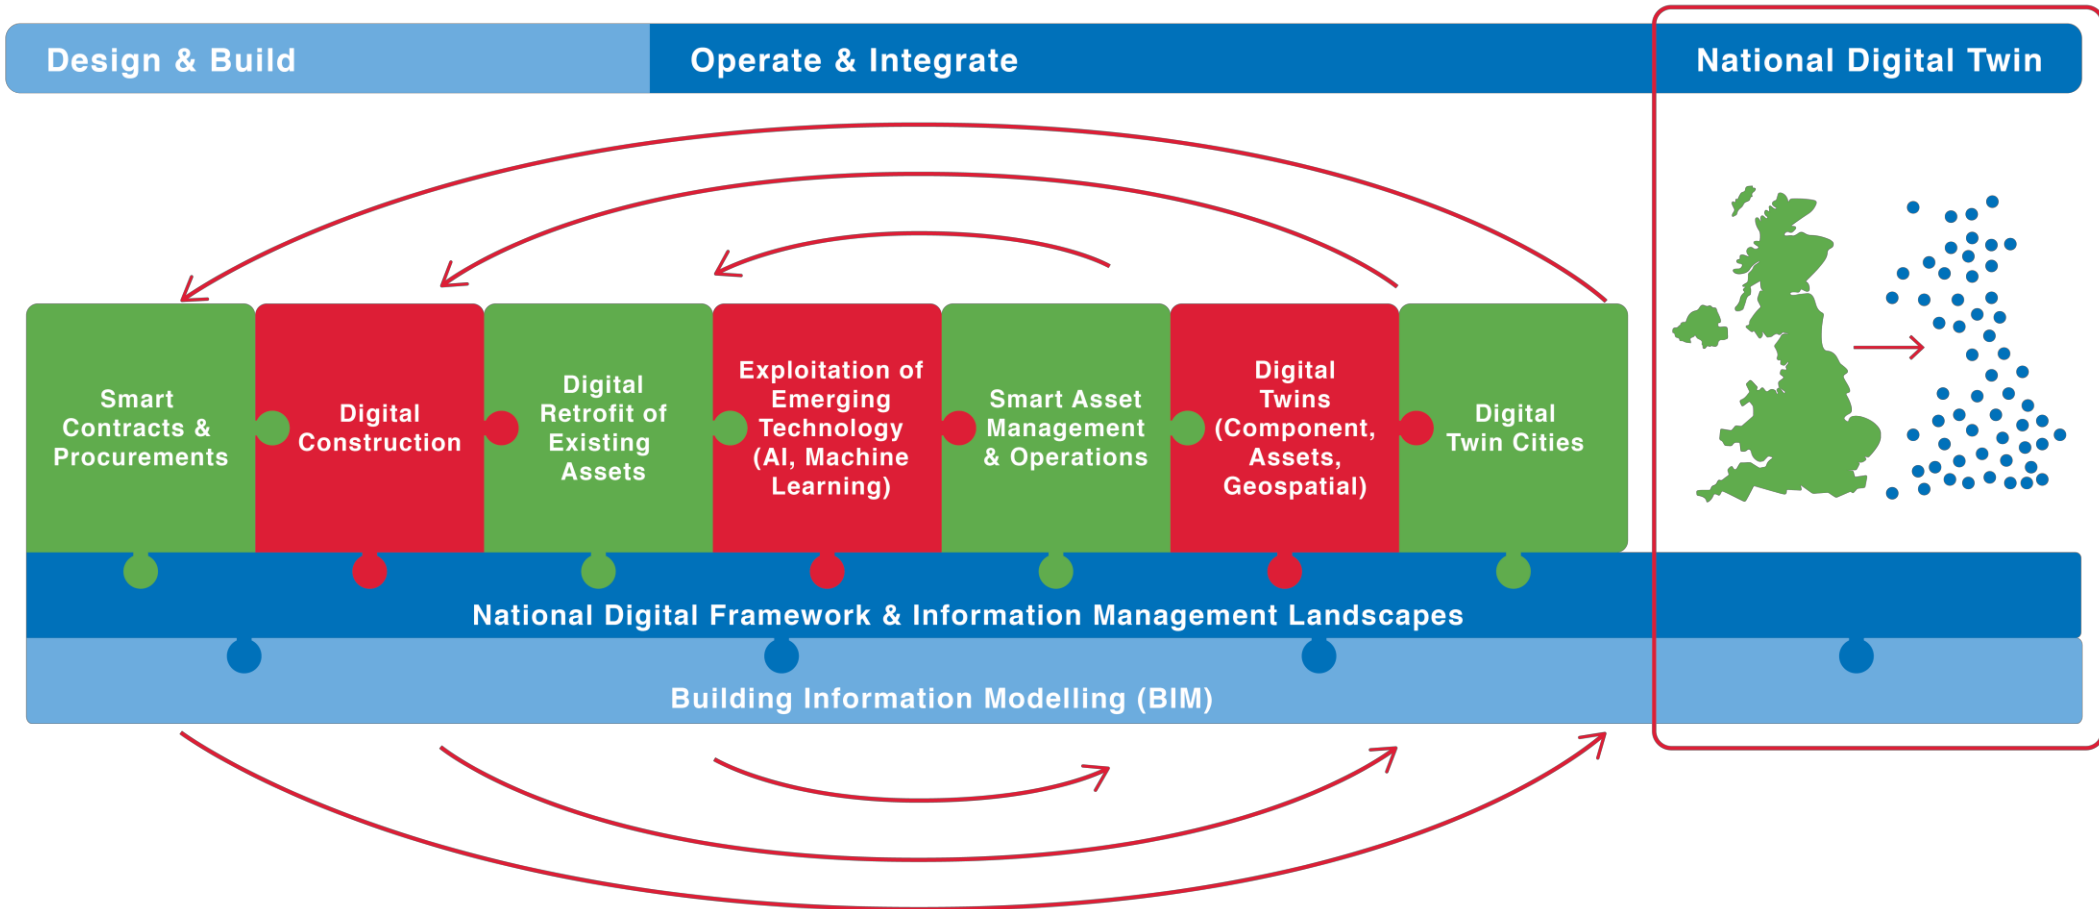 Design & Build
Operate & Integrate
National Digital Twin
Smart
Contracts &
Procurements
Digital
Construction
Digital
Retrofit of
Existing
Assets
Exploitation of
Emerging
Technology
(AI, Machine
Learning)
Smart Asset
Management
& Operations
Digital
Twins
(Component,
Assets,
Geospatial)
Digital
Twin Cities
National Digital Framework & Information Management Landscapes
Building Information Modelling (BIM)